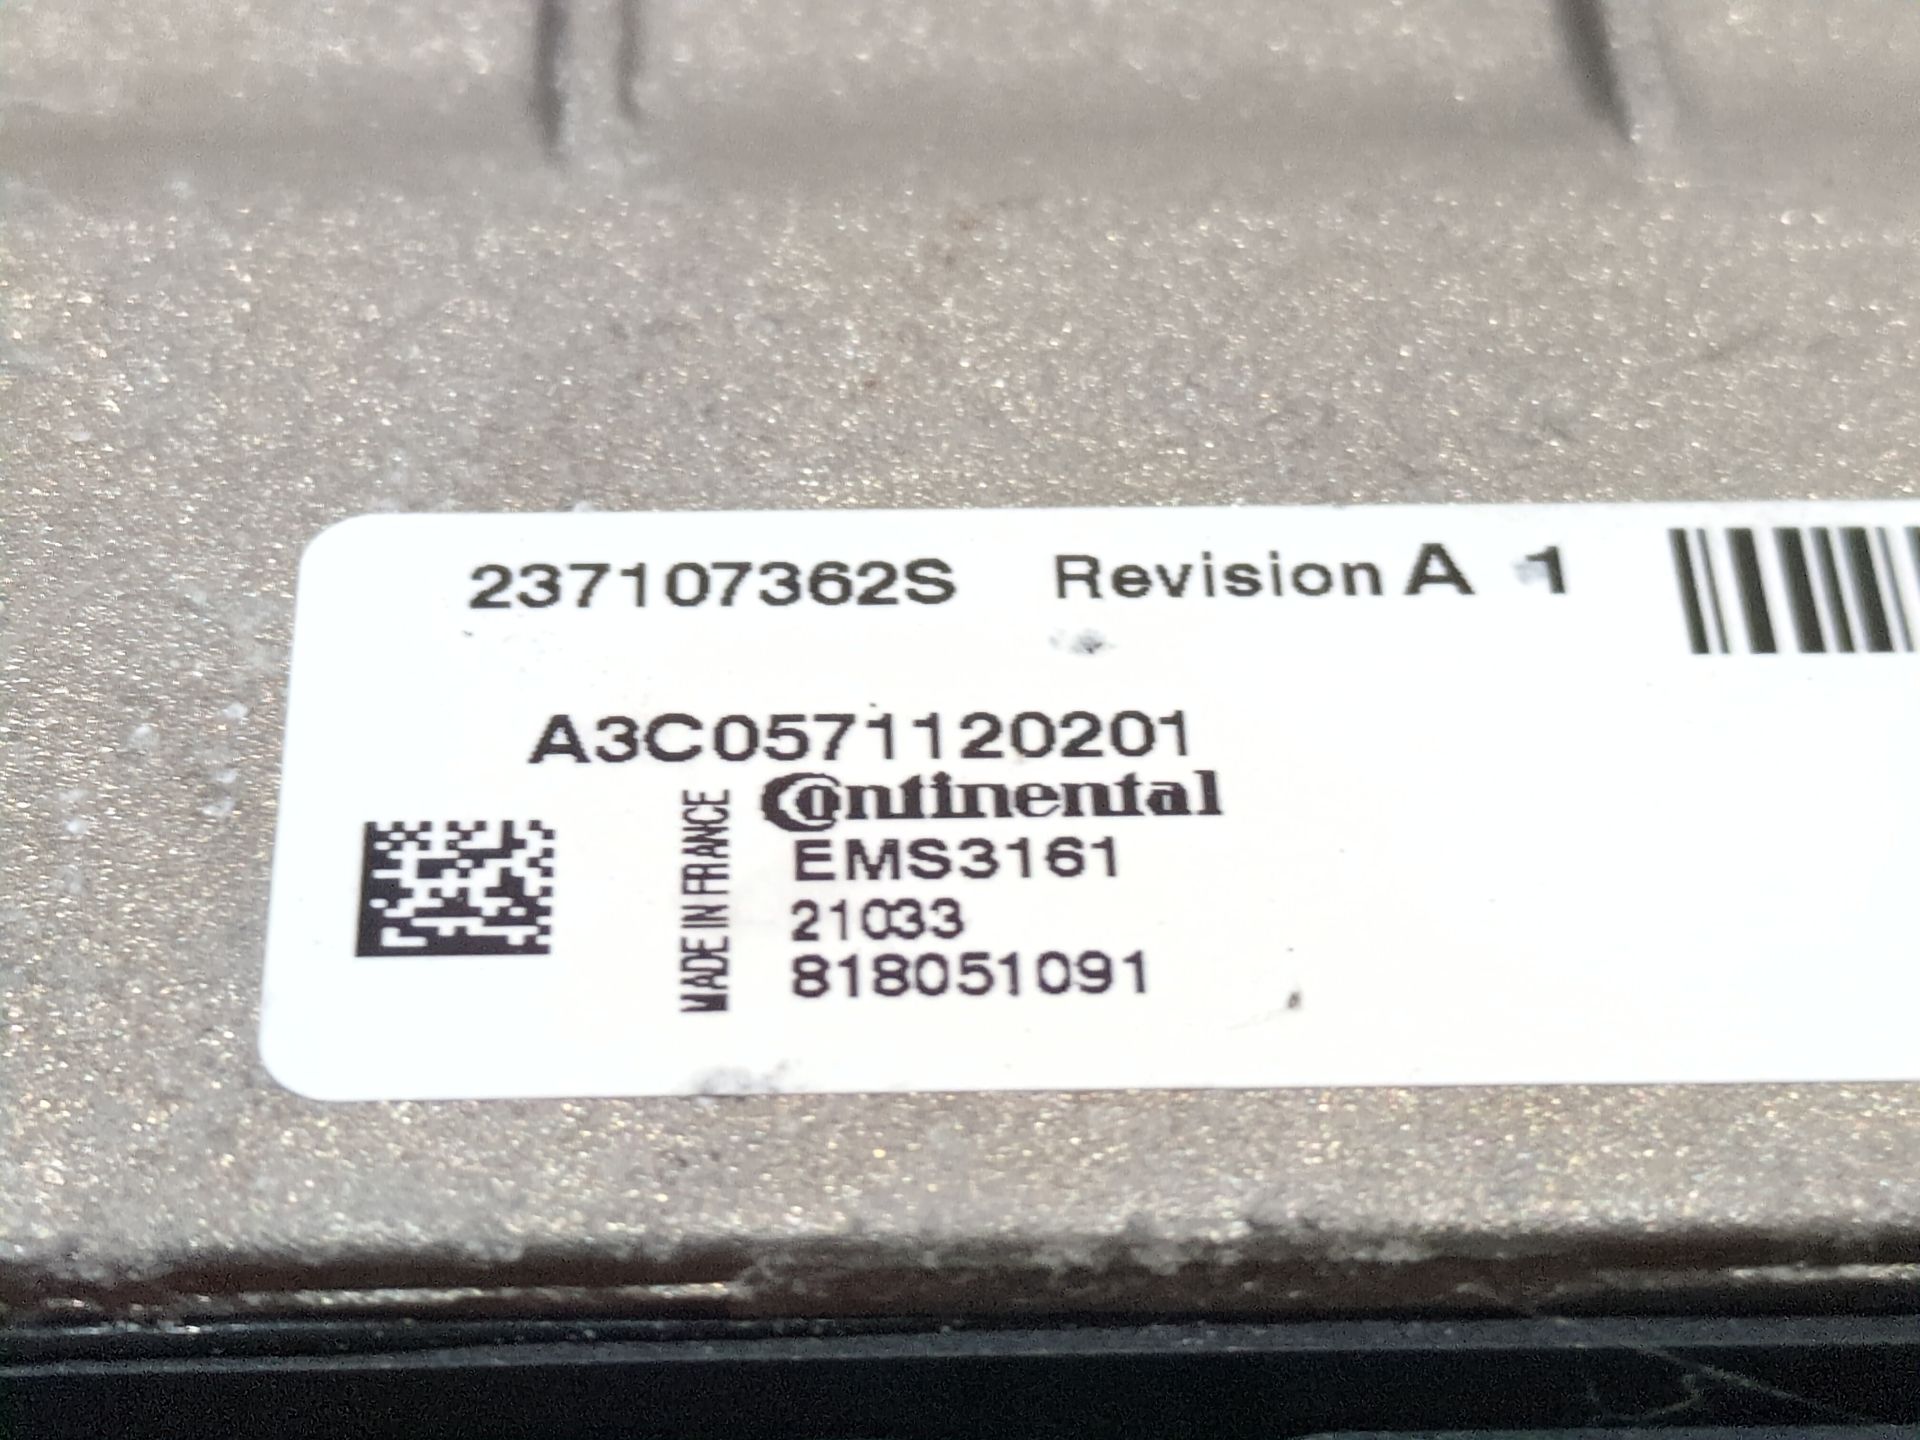 237107362S Revision A 1
A3C0571120201
Continental
MADE IN FRANCE
EMS3161
21033
818051091